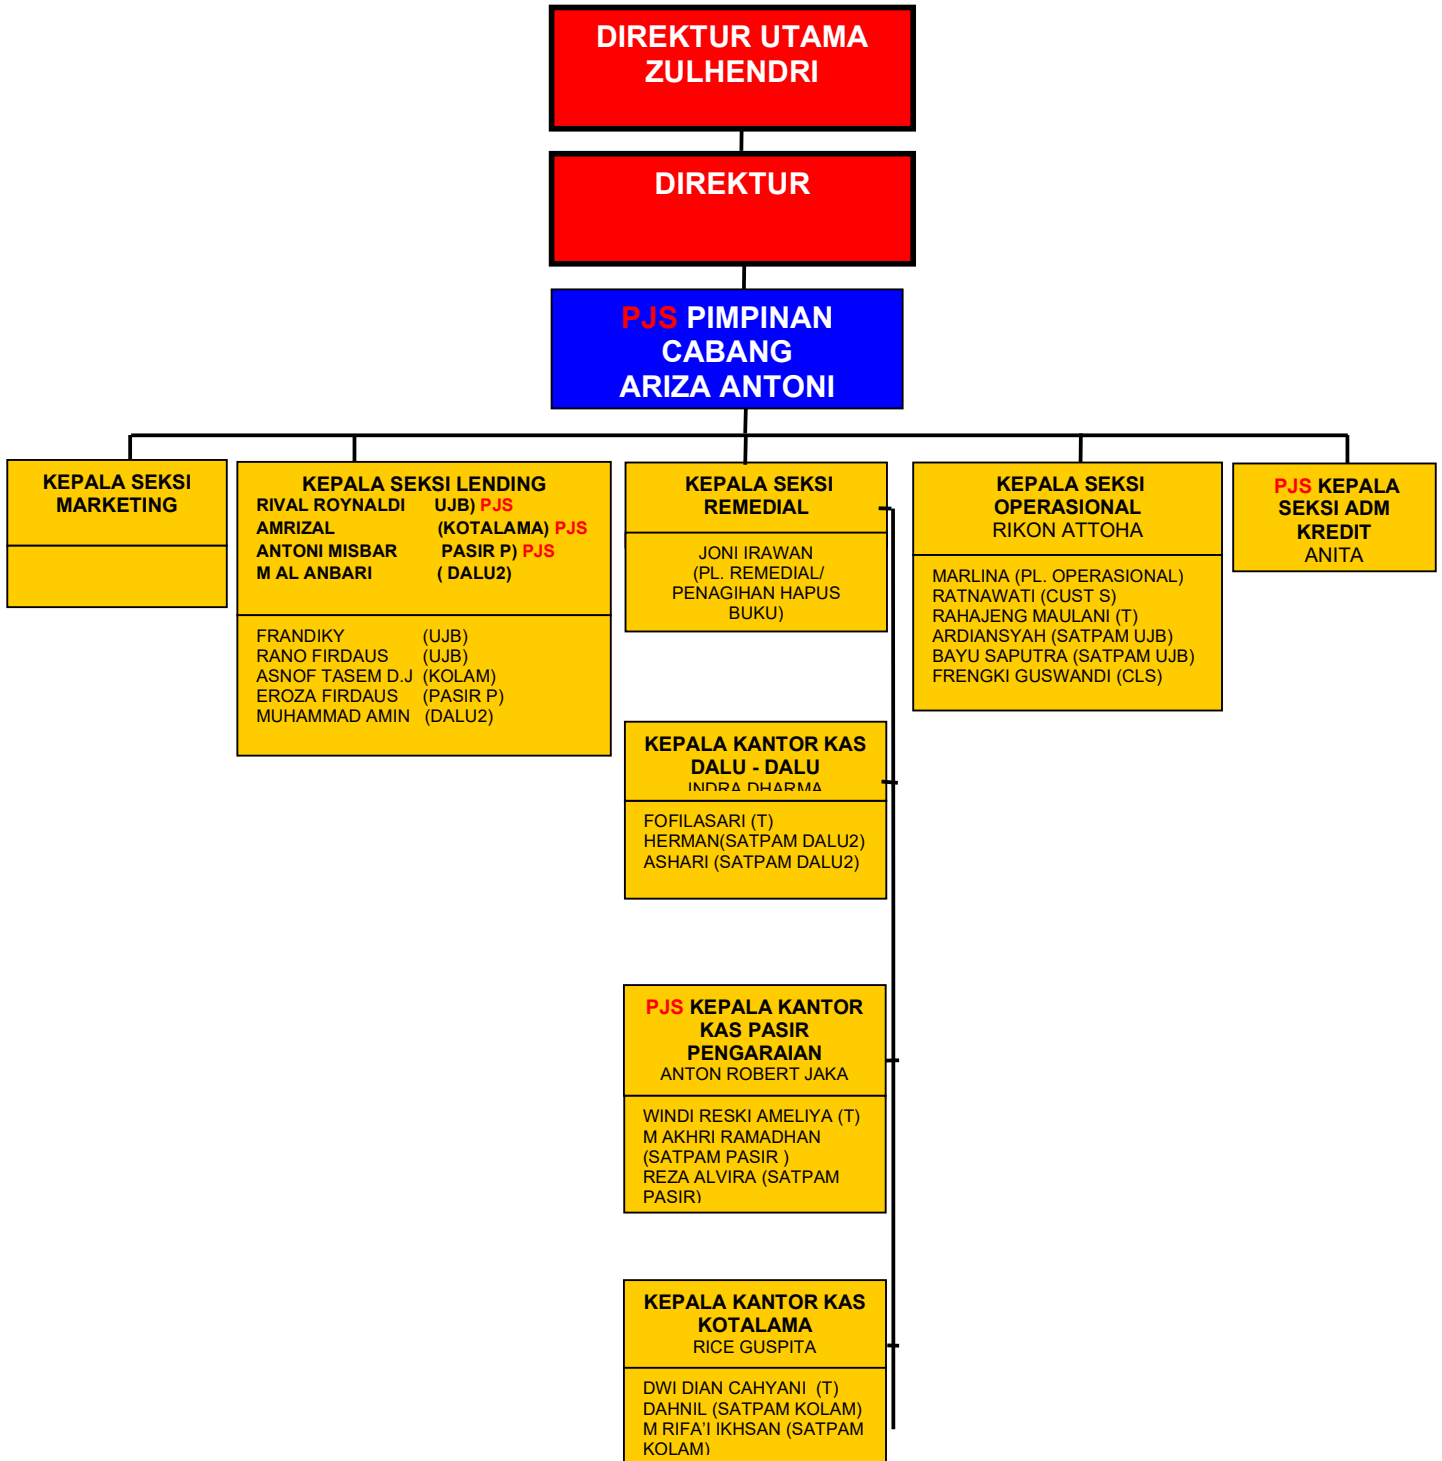 DIREKTUR UTAMA
ZULHENDRI
DIREKTUR
PJS PIMPINAN
CABANG
ARIZA ANTONI
KEPALA SEKSI
MARKETING
KEPALA SEKSI LENDING
RIVAL ROYNALDI UJB) PJS
AMRIZAL (KOTALAMA) PJS
ANTONI MISBAR PASIR P) PJS
M AL ANBARI ( DALU2)
FRANDIKY (UJB)
RANO FIRDAUS (UJB)
ASNOF TASEM D.J (KOLAM)
EROZA FIRDAUS (PASIR P)
MUHAMMAD AMIN (DALU2)
KEPALA SEKSI
REMEDIAL
JONI IRAWAN
(PL. REMEDIAL/
PENAGIHAN HAPUS
BUKU)
KEPALA SEKSI
OPERASIONAL
RIKON ATTOHA
MARLINA (PL. OPERASIONAL)
RATNAWATI (CUST S)
RAHAJENG MAULANI (T)
ARDIANSYAH (SATPAM UJB)
BAYU SAPUTRA (SATPAM UJB)
FRENGKI GUSWANDI (CLS)
PJS KEPALA
SEKSI ADM
KREDIT
ANITA
KEPALA KANTOR KAS
DALU - DALU
INDRA DHARMA
FOFILASARI (T)
HERMAN(SATPAM DALU2)
ASHARI (SATPAM DALU2)
PJS KEPALA KANTOR
KAS PASIR
PENGARAIAN
ANTON ROBERT JAKA
WINDI RESKI AMELIYA (T)
M AKHRI RAMADHAN
(SATPAM PASIR )
REZA ALVIRA (SATPAM
PASIR)
KEPALA KANTOR KAS
KOTALAMA
RICE GUSPITA
DWI DIAN CAHYANI (T)
DAHNIL (SATPAM KOLAM)
M RIFA'I IKHSAN (SATPAM
KOLAM)